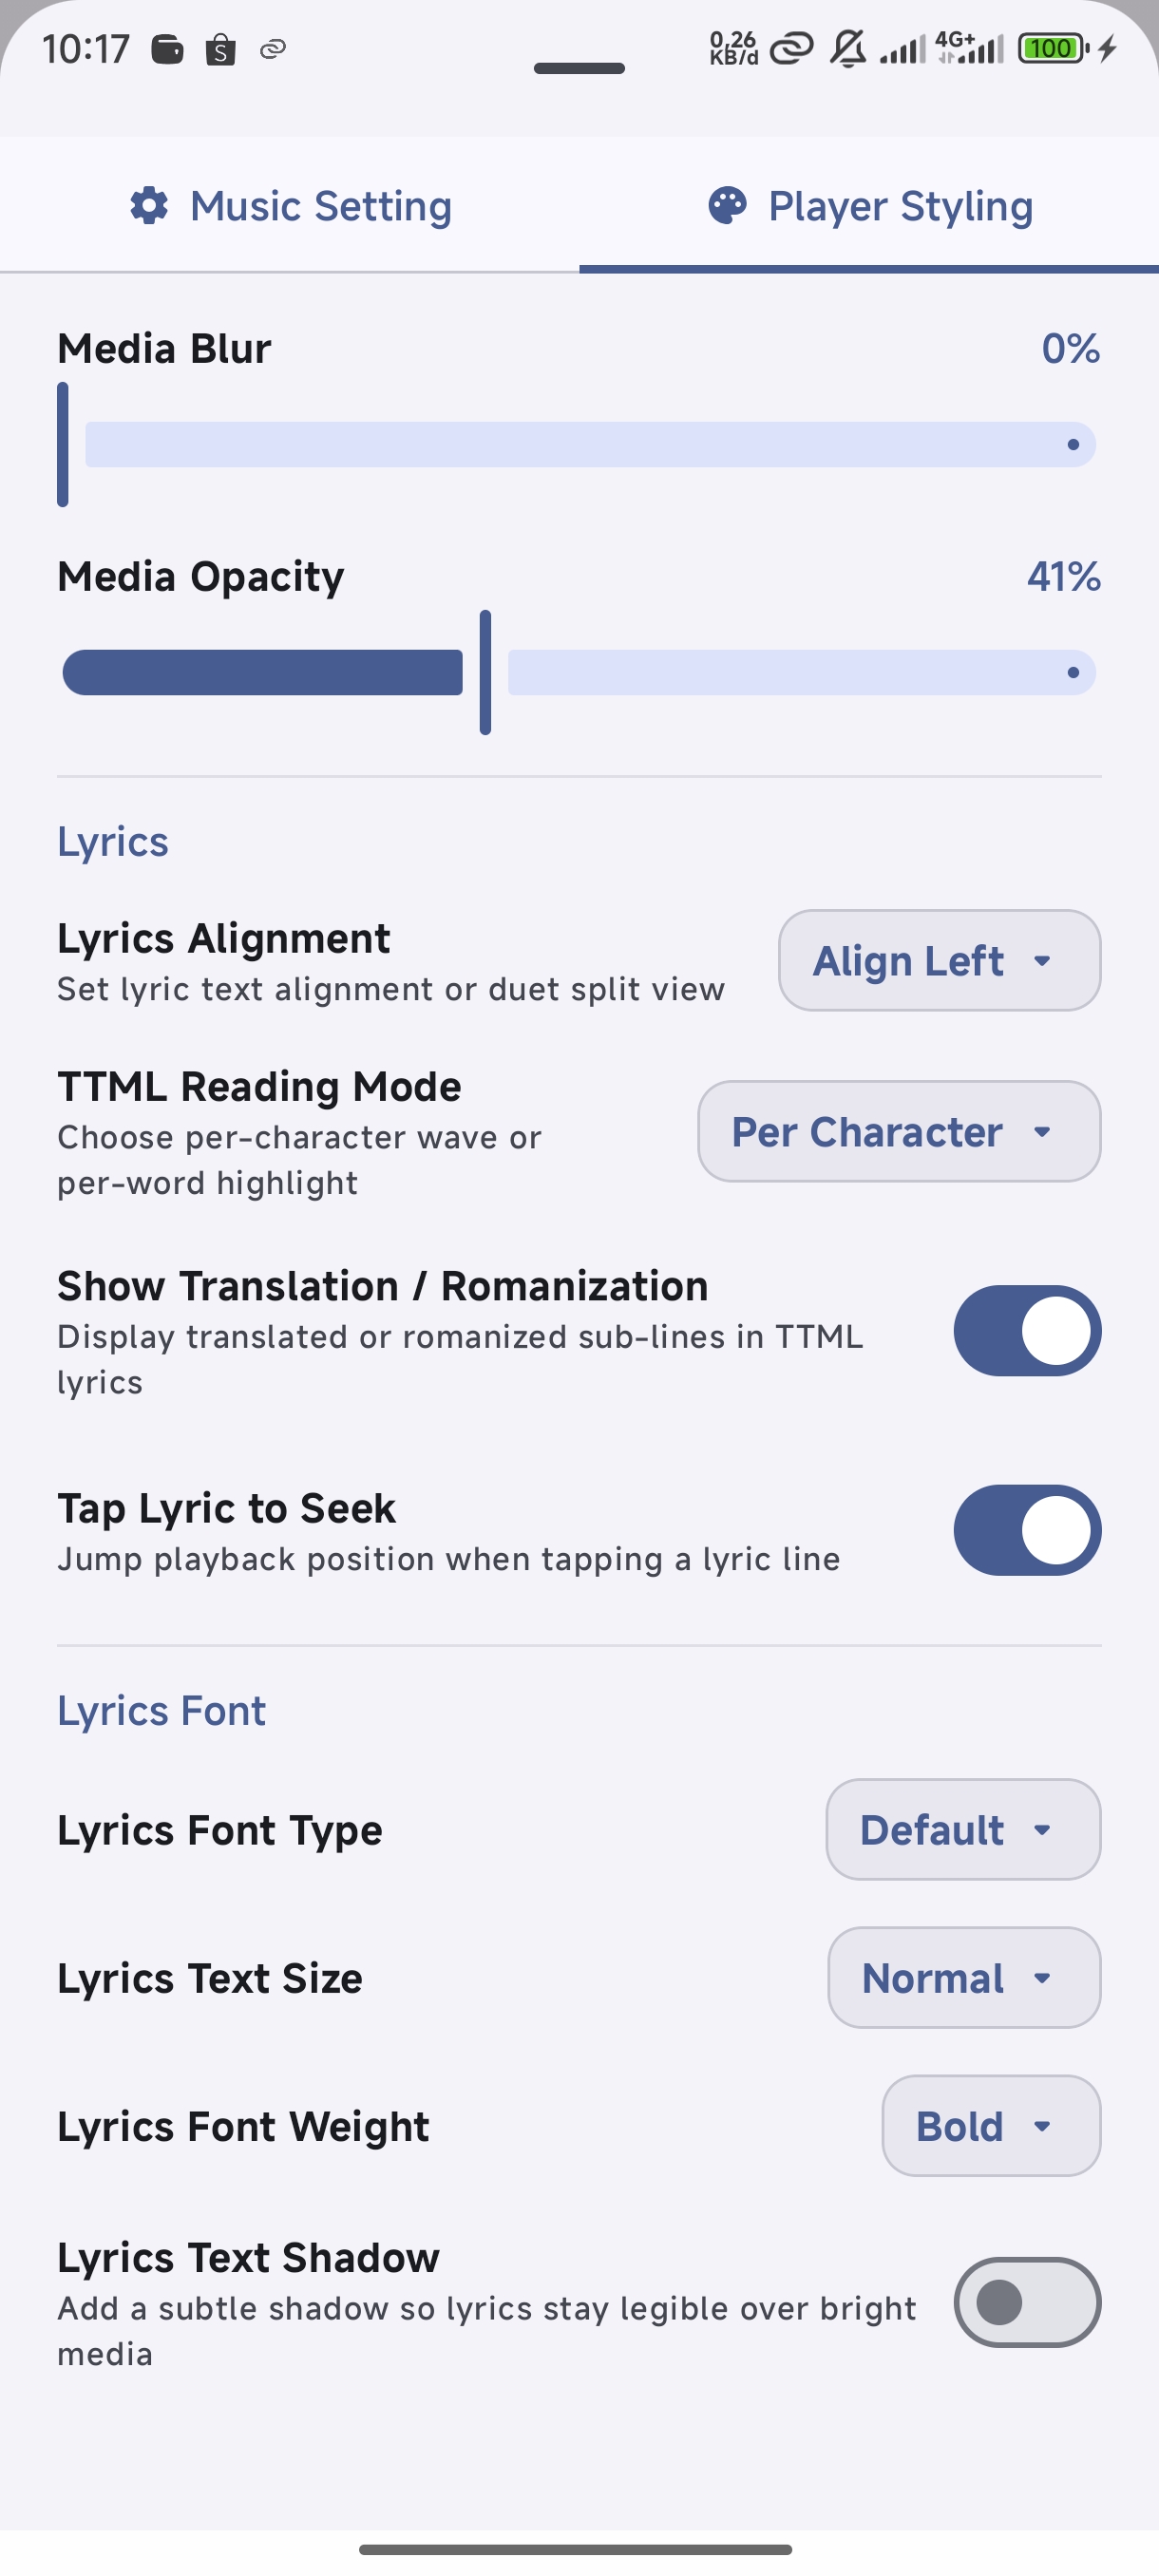 10:17
0.26
KB/d
4G+
100
Music Setting
Player Styling
Media Blur
0%
Media Opacity
41%
Lyrics
Lyrics Alignment
Set lyric text alignment or duet split view
Align Left
TTML Reading Mode
Choose per-character wave or
per-word highlight
Per Character
Show Translation / Romanization
Display translated or romanized sub-lines in TTML
lyrics
Tap Lyric to Seek
Jump playback position when tapping a lyric line
Lyrics Font
Lyrics Font Type
Default
Lyrics Text Size
Normal
Lyrics Font Weight
Bold
Lyrics Text Shadow
Add a subtle shadow so lyrics stay legible over bright
media